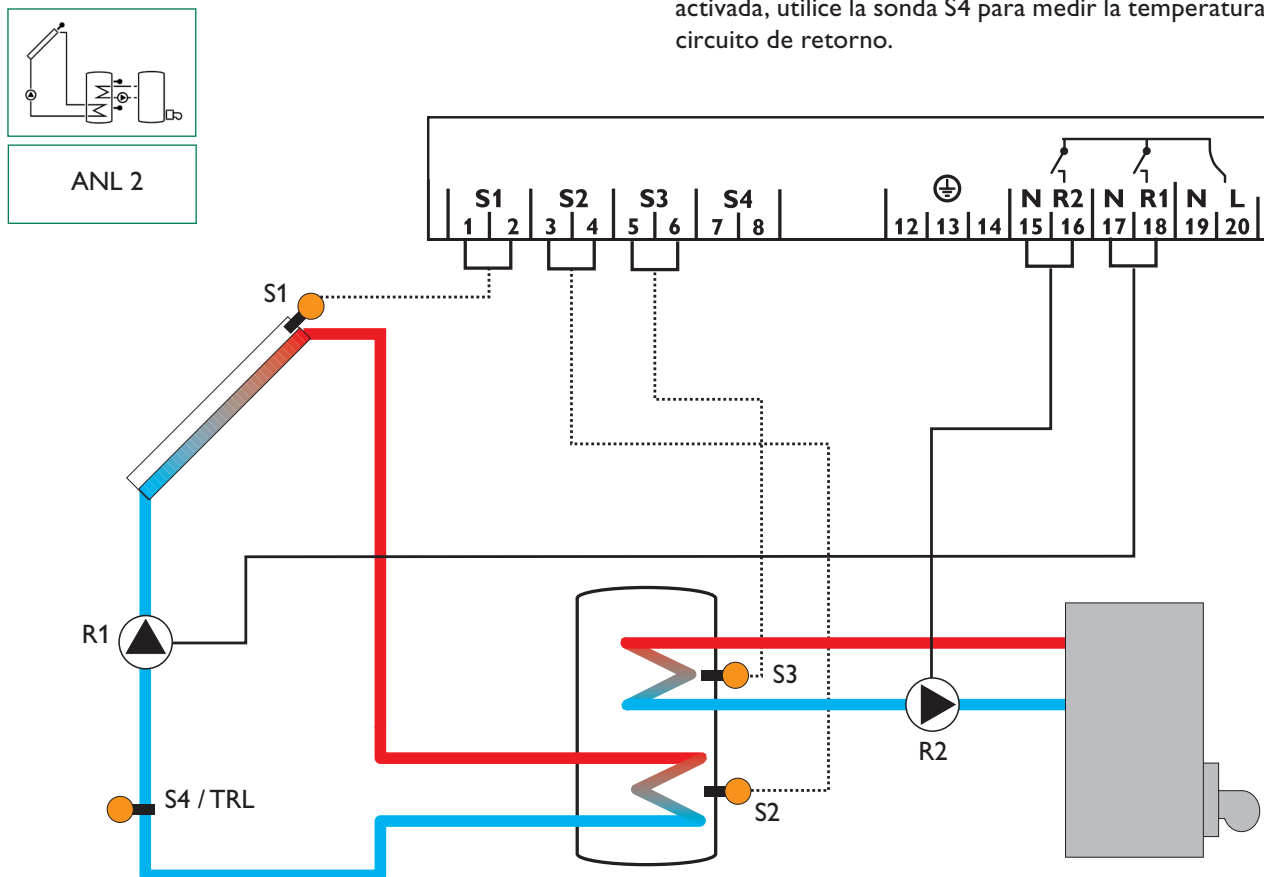 activada, utilice la sonda S4 para medir la temperatura
circuito de retorno.
ANL 2
S1 S2 S3 S4 N R2 N R1 N L
1 2 3 4 5 6 7 8 12 13 14 15 16 17 18 19 20
S1
R1
S3
R2
S4 / TRL
S2